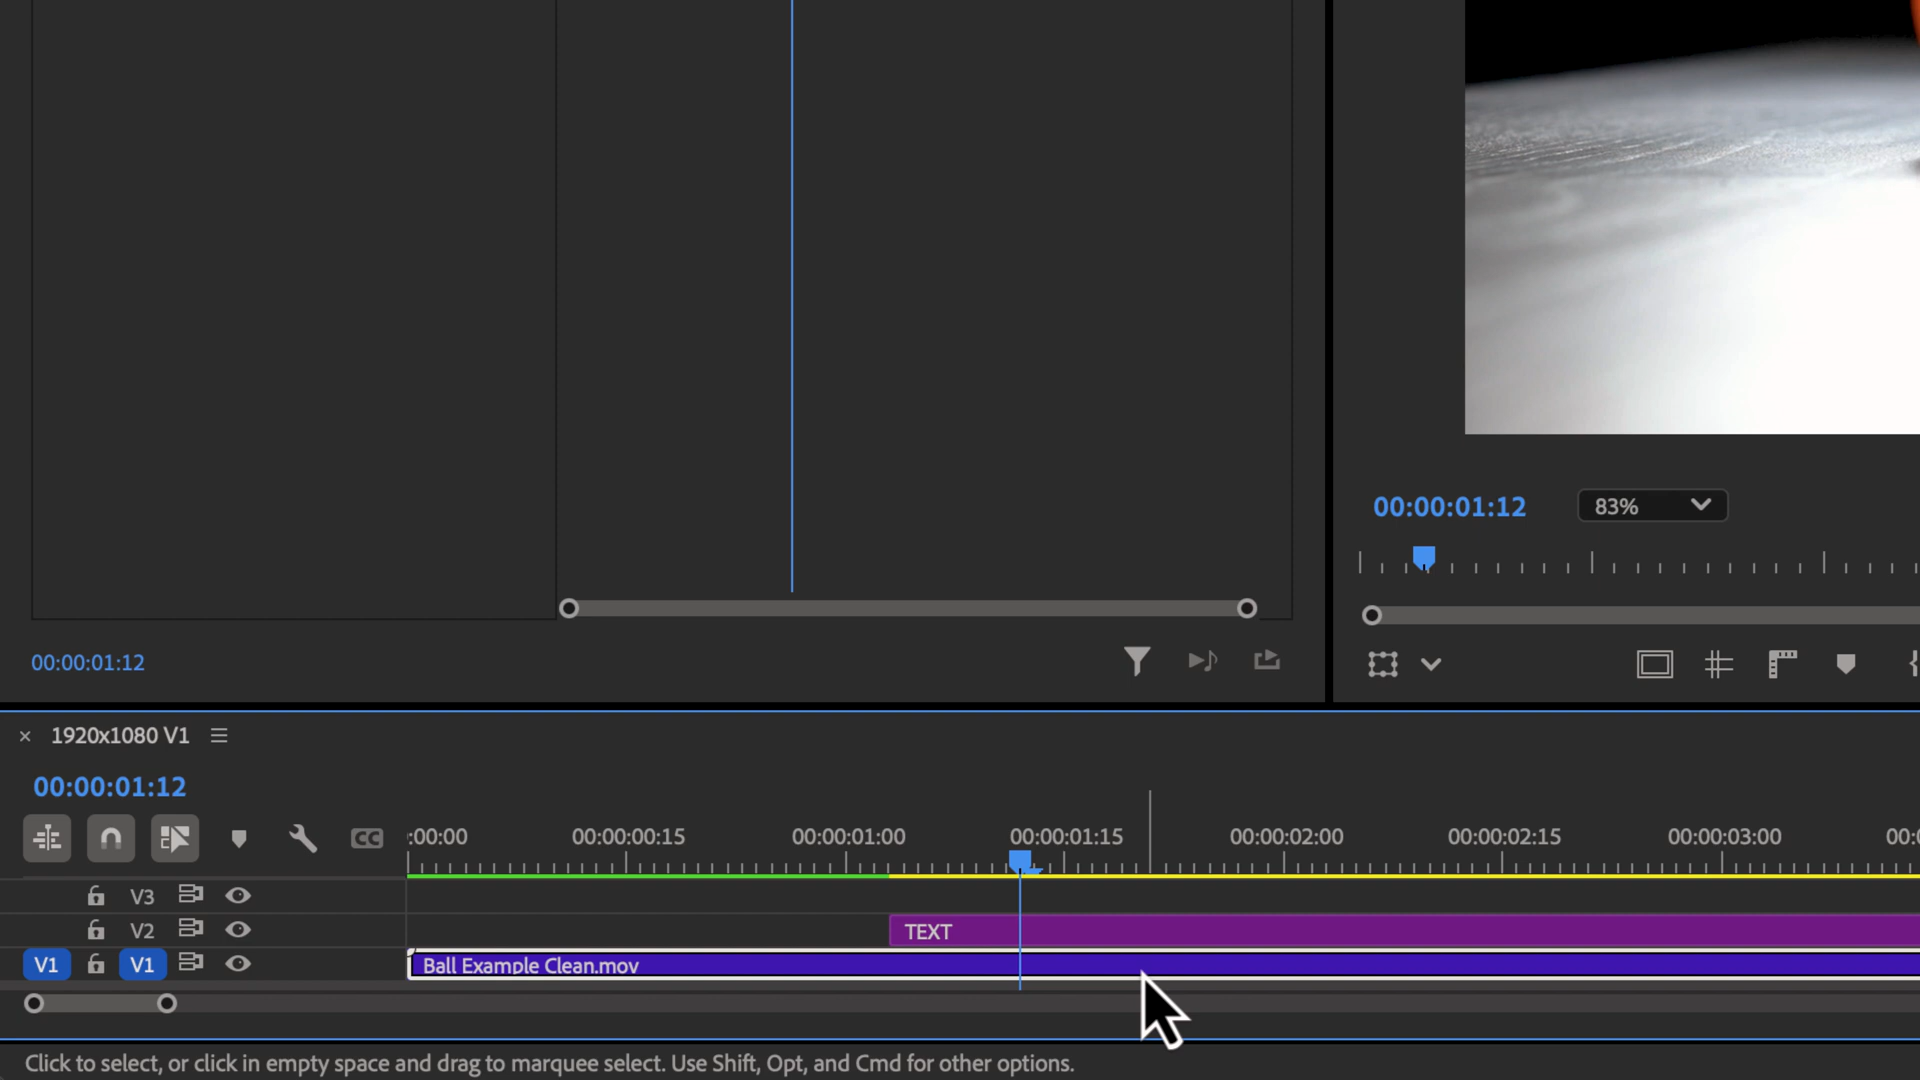 00:00:01:12
83%
00:00:01:12
× 1920x1080 V1
00:00:01:12
CC
:00:00 00:00:00:15 00:00:01:00 00:00:01:15 00:00:02:00 00:00:02:15 00:00:03:00 00:0
V3
V2 TEXT
V1 V1 Ball Example Clean.mov
Click to select, or click in empty space and drag to marquee select. Use Shift, Opt, and Cmd for other options.